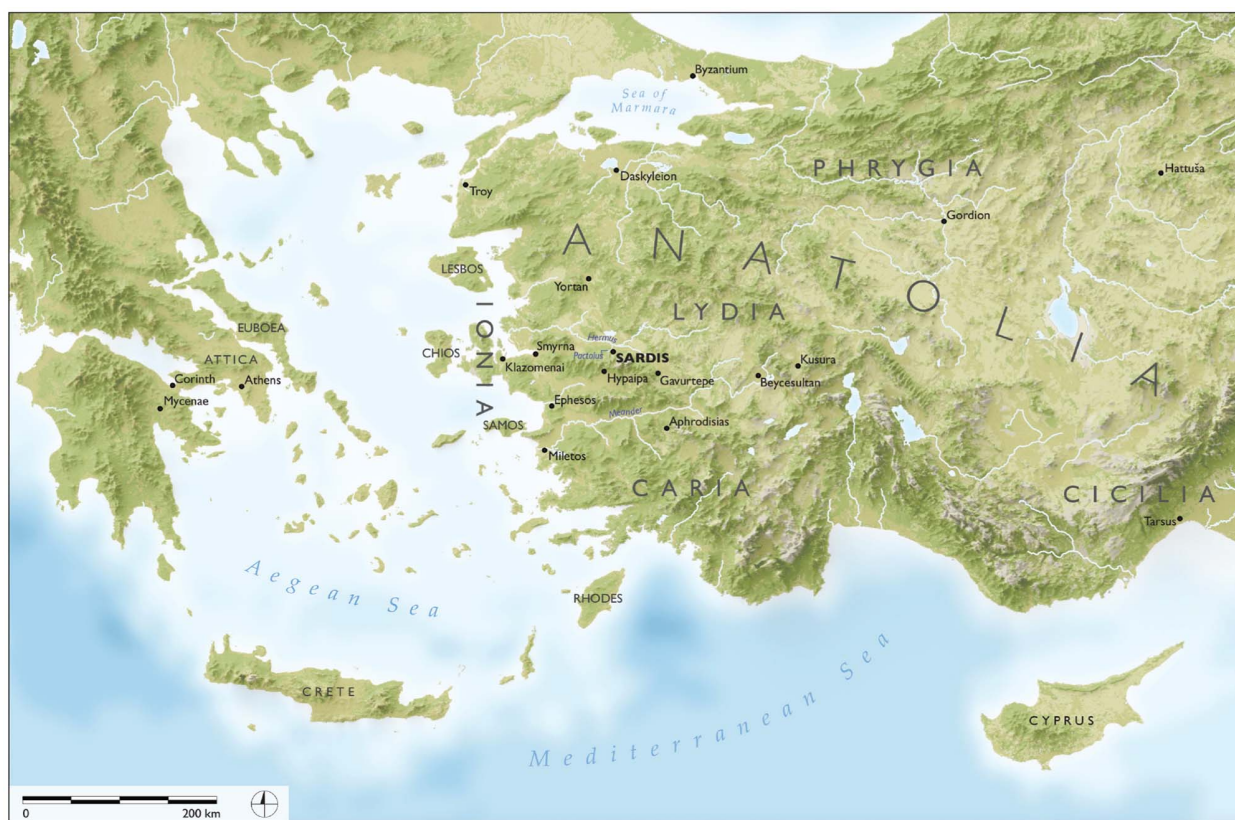 Byzantium
Sea of
Marmara
PHRYGIA
Hattuša
Daskyleion
Troy
Gordion
ANATOLIA
LESBOS
Yortan
IONIA
LYDIA
EUBOEA
Hermus
CHIOS
Smyrna
Pactolus
SARDIS
ATTICA
Klazomenai
Kusura
Hypaipa
Gavurtepe
Beycesultan
Corinth
Athens
Mycenae
Ephesos
Meander
SAMOS
Aphrodisias
Miletos
CARIA
CICILIA
Tarsus
Aegean Sea
RHODES
Mediterranean Sea
CRETE
CYPRUS
0
200 km